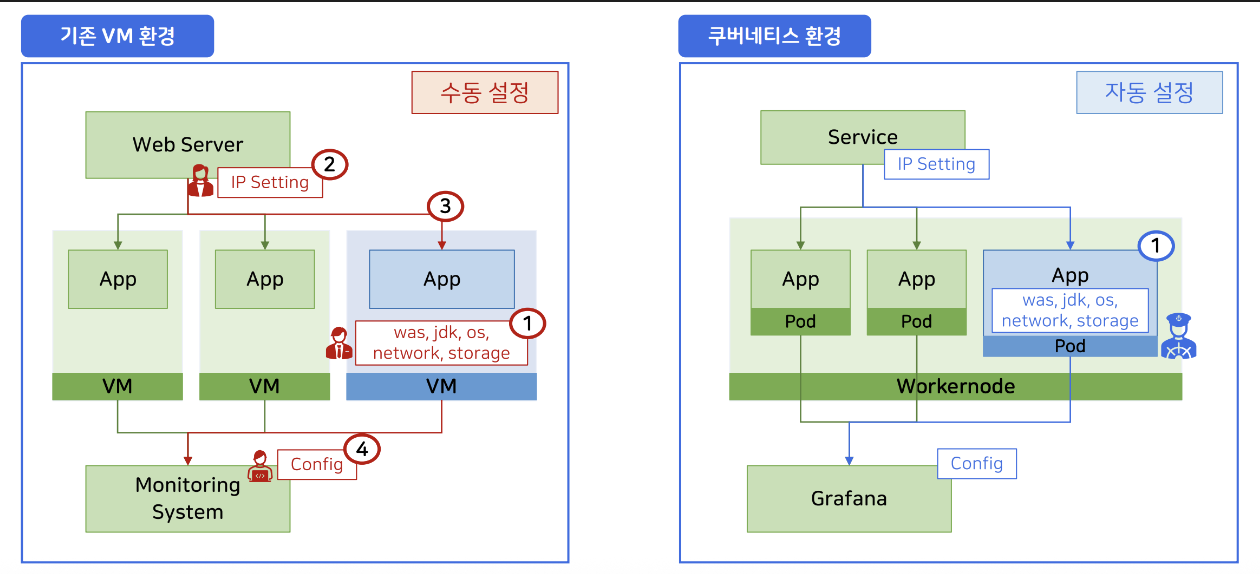 기존 VM 환경
수동 설정
Web Server
IP Setting
2
3
App
App
App
was, jdk, os,
network, storage
1
VM
VM
VM
Config
4
Monitoring
System
쿠버네티스 환경
자동 설정
Service
IP Setting
1
App
App
App
was, jdk, os,
network, storage
Pod
Pod
Pod
Workernode
Config
Grafana